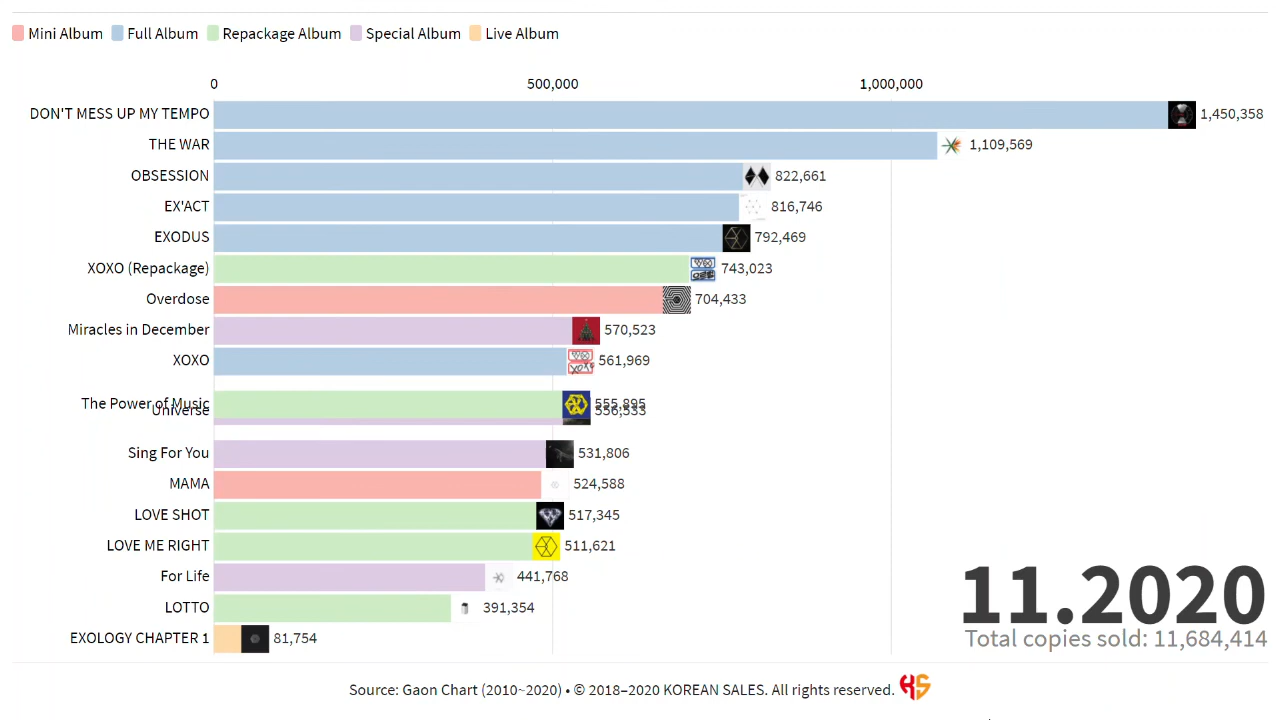 Mini Album Full Album Repackage Album Special Album Live Album
0 500,000 1,000,000
DON'T MESS UP MY TEMPO 1,450,358
THE WAR 1,109,569
OBSESSION 822,661
EX'ACT 816,746
EXODUS 792,469
XOXO (Repackage) 743,023
Overdose 704,433
Miracles in December 570,523
XOXO 561,969
The Power of Music 555,895
Universe 556,533
Sing For You 531,806
MAMA 524,588
LOVE SHOT 517,345
LOVE ME RIGHT 511,621
For Life 441,768
LOTTO 391,354
EXOLOGY CHAPTER 1 81,754
11.2020
Total copies sold: 11,684,414
Source: Gaon Chart (2010~2020) • © 2018–2020 KOREAN SALES. All rights reserved. KS